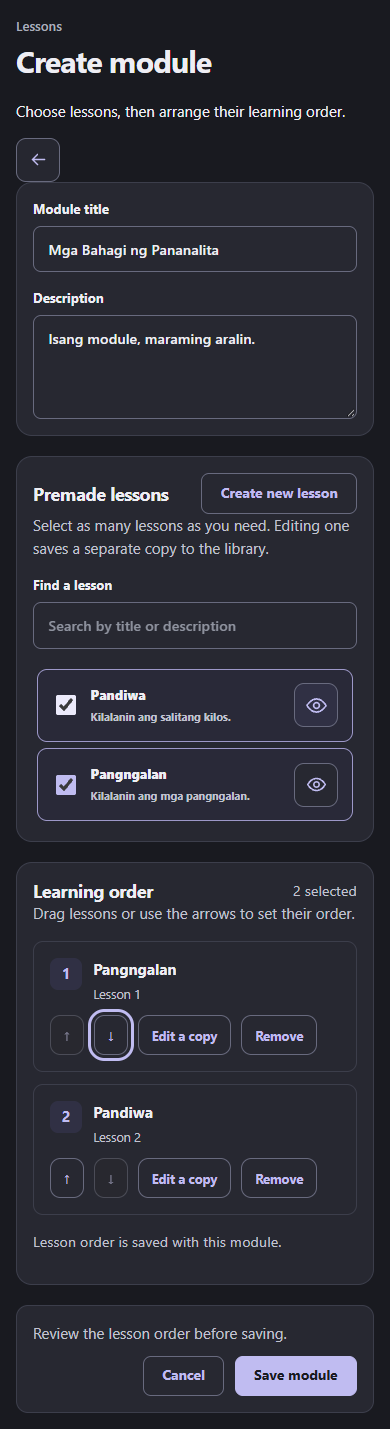 Lessons
Create module
Choose lessons, then arrange their learning order.
←
Module title
Mga Bahagi ng Pananalita
Description
Isang module, maraming aralin.
Premade lessons
Create new lesson
Select as many lessons as you need. Editing one
saves a separate copy to the library.
Find a lesson
Search by title or description
Pandiwa
Kilalanin ang salitang kilos.
Pangngalan
Kilalanin ang mga pangngalan.
Learning order
2 selected
Drag lessons or use the arrows to set their order.
1
Pangngalan
Lesson 1
↑ ↓ Edit a copy Remove
2
Pandiwa
Lesson 2
↑ ↓ Edit a copy Remove
Lesson order is saved with this module.
Review the lesson order before saving.
Cancel Save module